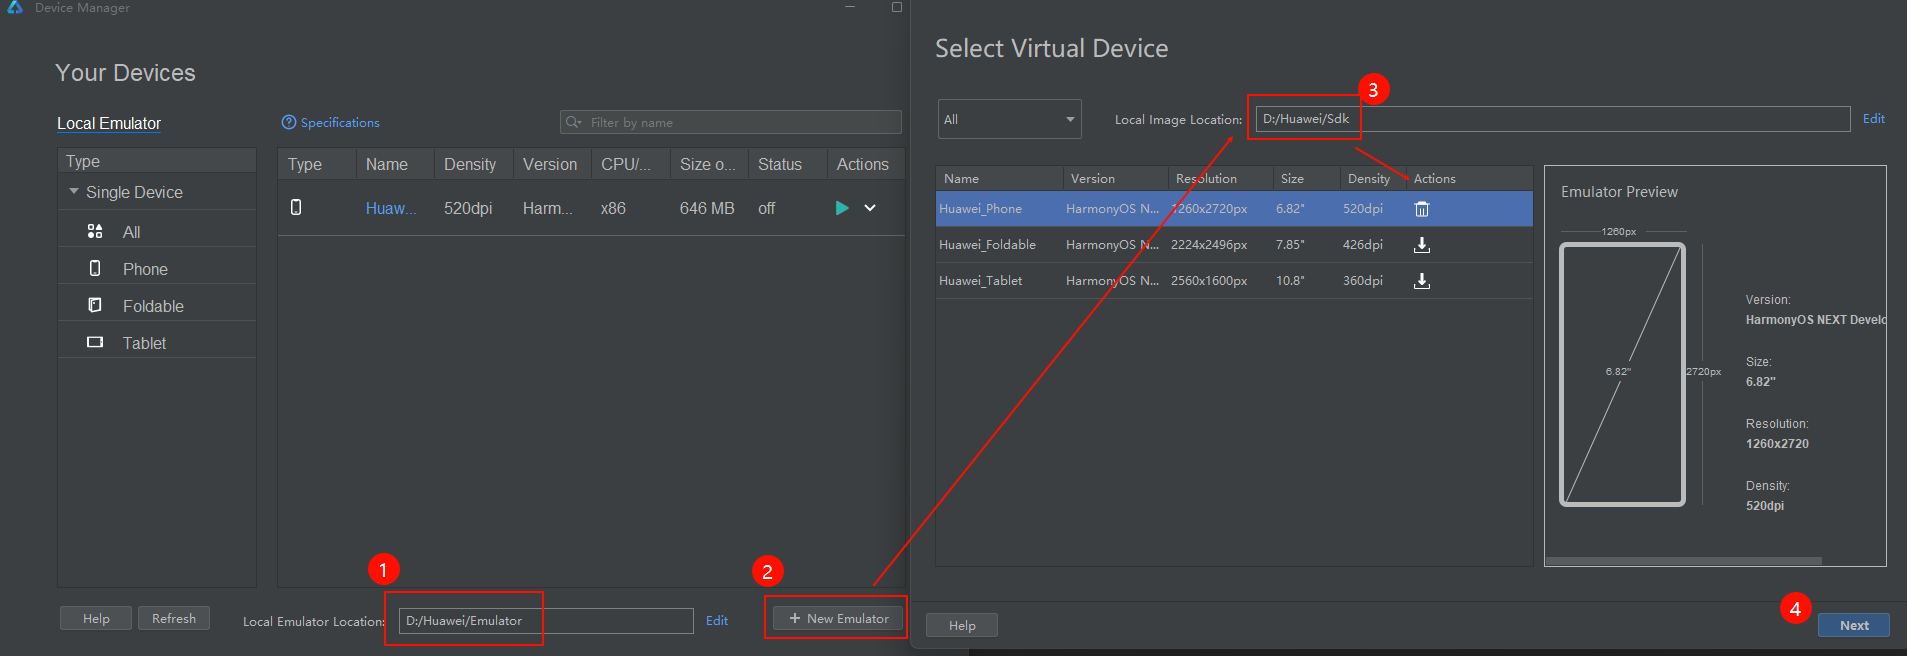 Device Manager
Your Devices
Local Emulator
Specifications
Filter by name
Type
Single Device
All
Phone
Foldable
Tablet
Type Name Density Version CPU/... Size o... Status Actions
Huaw... 520dpi Harm... x86 646 MB off
1
2
Help
Refresh
Local Emulator Location:
D:/Huawei/Emulator
Edit
+ New Emulator
Select Virtual Device
3
All
Local Image Location:
D:/Huawei/Sdk
Edit
Name Version Resolution Size Density Actions
Huawei_Phone HarmonyOS N... 1260x2720px 6.82" 520dpi
Huawei_Foldable HarmonyOS N... 2224x2496px 7.85" 426dpi
Huawei_Tablet HarmonyOS N... 2560x1600px 10.8" 360dpi
Emulator Preview
1260px
6.82"
2720px
Version:
HarmonyOS NEXT Develo
Size:
6.82"
Resolution:
1260x2720
Density:
520dpi
4
Help
Next